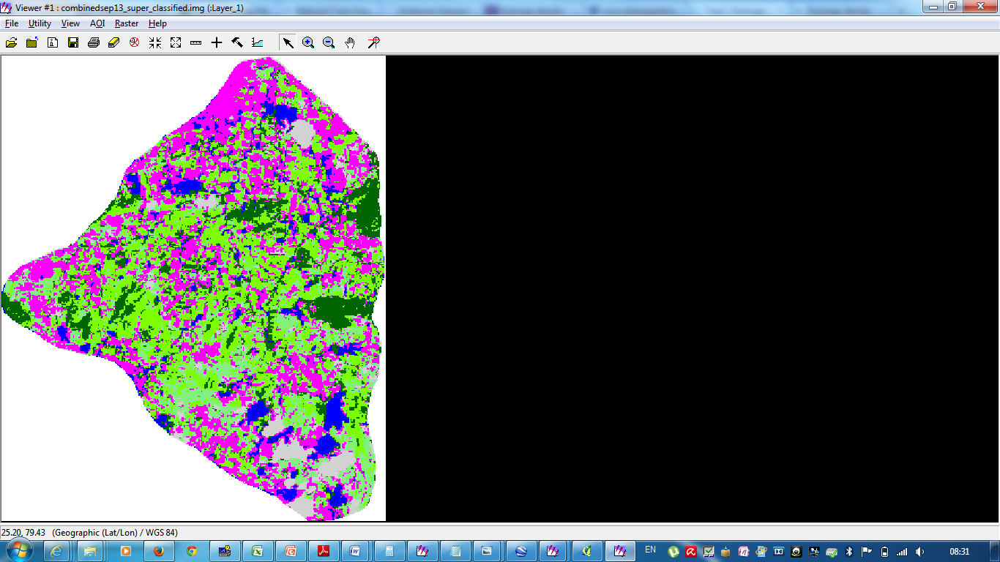 Viewer #1 : combinedsep13_super_classified.img (:Layer_1)
File Utility View AOI Raster Help
25.20, 79.43 (Geographic (Lat/Lon) / WGS 84)
EN 08:31